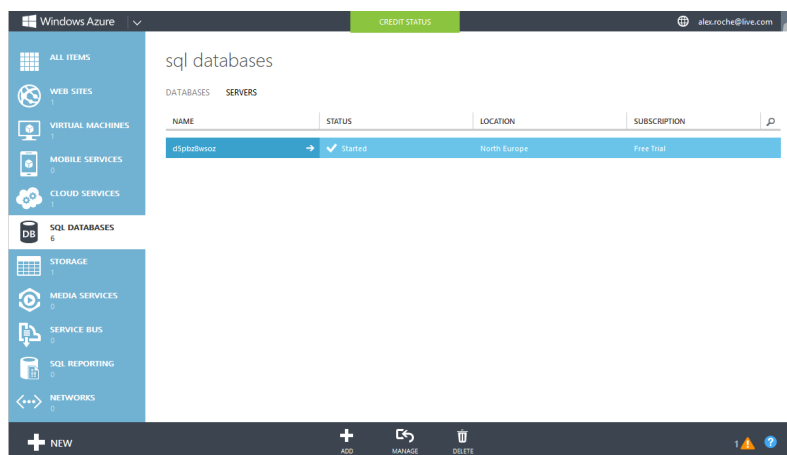 Windows Azure
CREDIT STATUS
alex.roche@live.com
ALL ITEMS
WEB SITES
1
VIRTUAL MACHINES
1
MOBILE SERVICES
0
CLOUD SERVICES
1
DB
SQL DATABASES
6
STORAGE
1
MEDIA SERVICES
0
SERVICE BUS
0
SQL REPORTING
0
NETWORKS
0
sql databases
DATABASES SERVERS
NAME STATUS LOCATION SUBSCRIPTION
d5pbz8wsoz Started North Europe Free Trial
NEW
ADD MANAGE DELETE
1 ?